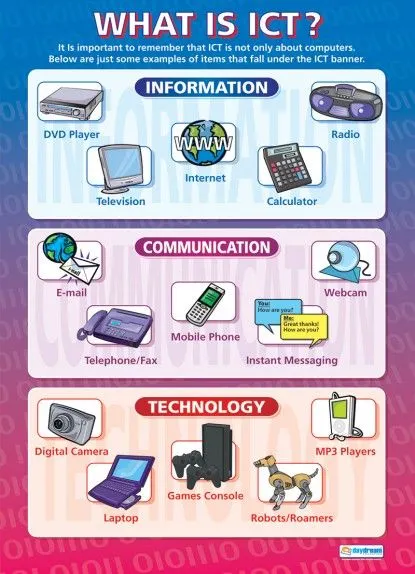 WHAT IS ICT?
It Is important to remember that ICT is not only about computers.
Below are just some examples of items that fall under the ICT banner.
INFORMATION
DVD Player
Radio
WWW
Internet
Television
Calculator
COMMUNICATION
E-mail
Webcam
Mobile Phone
You:
How are you?
Me:
Great thanks!
How are you?
Telephone/Fax
Instant Messaging
TECHNOLOGY
Digital Camera
MP3 Players
Games Console
Laptop
Robots/Roamers
daydream